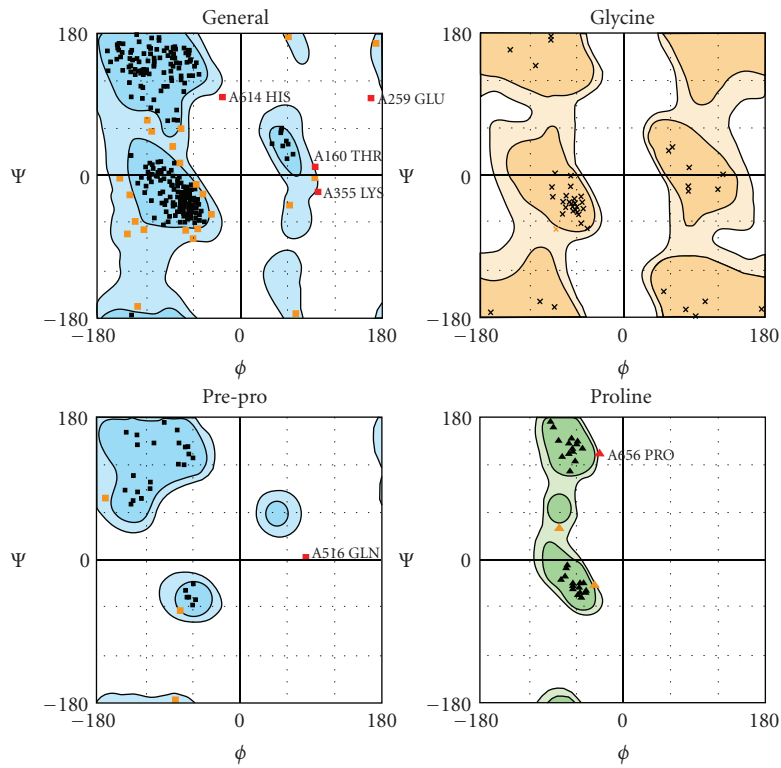 General
180
Ψ
0
−180
−180
0
180
ϕ
A614 HIS
A259 GLU
A160 THR
A355 LYS
Glycine
180
Ψ
0
−180
−180
0
180
ϕ
Pre-pro
180
Ψ
0
−180
−180
0
180
ϕ
A516 GLN
Proline
180
Ψ
0
−180
−180
0
180
ϕ
A656 PRO